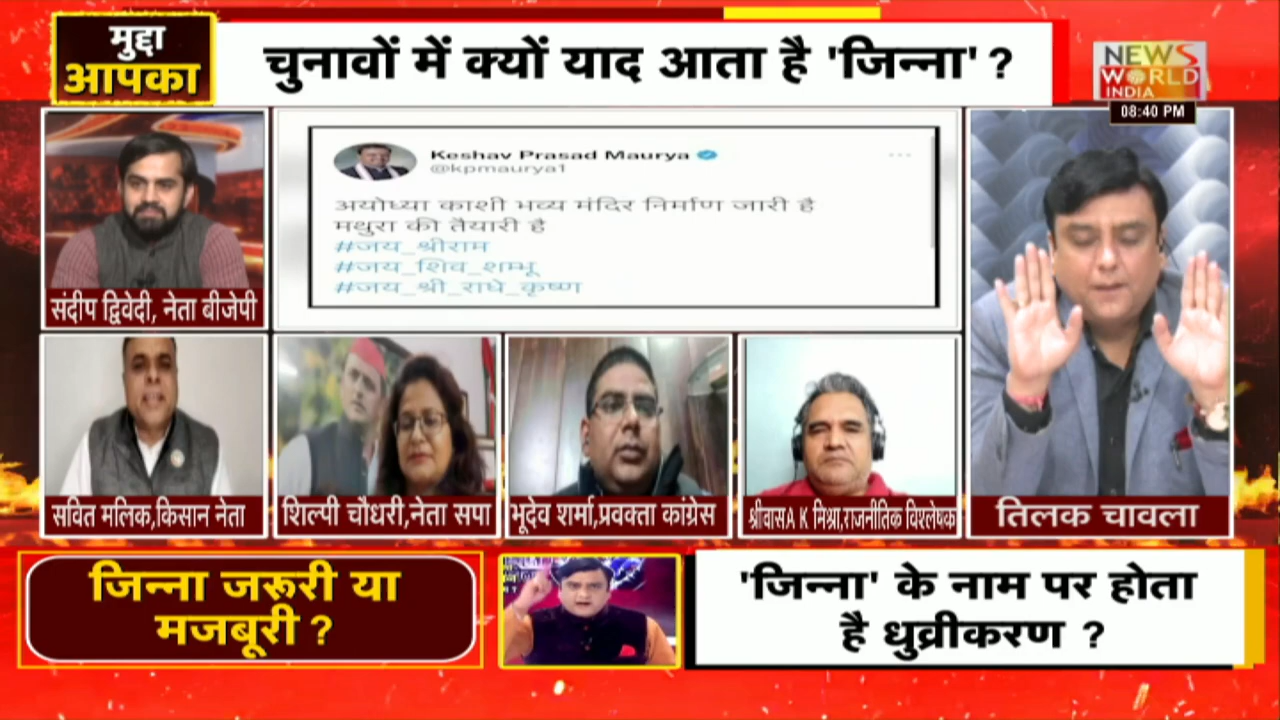 मुद्दा
आपका
चुनावों में क्यों याद आता है 'जिन्ना' ?
NEWS
WORLD
INDIA
08:40 PM
Keshav Prasad Maurya
@kpmaurya1
अयोध्या काशी भव्य मंदिर निर्माण जारी है
मथुरा की तैयारी है
#जय_श्रीराम
#जय_शिव_शम्भू
#जय_श्री_राधे_कृष्ण
संदीप द्विवेदी, नेता बीजेपी
सवित मलिक,किसान नेता
शिल्पी चौधरी,नेता सपा
भूदेव शर्मा,प्रवक्ता कांग्रेस
श्रीवासA K मिश्रा,राजनीतिक विश्लेषक
तिलक चावला
जिन्ना जरूरी या
मजबूरी ?
'जिन्ना' के नाम पर होता
है धुव्रीकरण ?